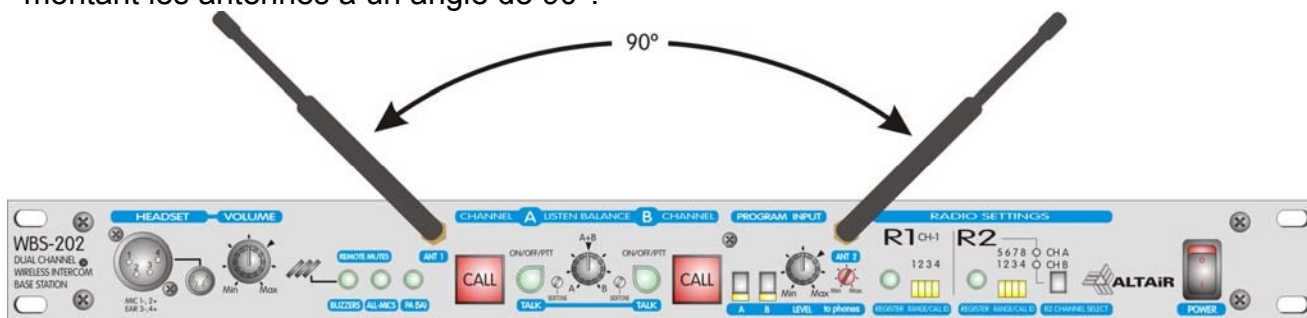 montant les antennes à un angle de 90º.
90º
HEADSET VOLUME
CHANNEL A LISTEN BALANCE B CHANNEL
PROGRAM INPUT
RADIO SETTINGS
WBS-202
DUAL CHANNEL
WIRELESS INTERCOM
BASE STATION
MIC 1-, 2+
EAR 3-,4+
Min Max
REMOTE MUTES
BUZZERS ALL-MICS PA (SA)
ANT 1
CALL
ON/OFF/PTT
TALK
SIDETONE
A+B
A B
ON/OFF/PTT
SIDETONE
TALK
CALL
A B LEVEL to phones
Min Max
ANT 2
Min Max
R1 CH-1
1234
REGISTER RANGE/CALL ID
R2
5678 CH A
1234 CH B
REGISTER RANGE/CALL ID R2 CHANNEL SELECT
ALTAIR
POWER